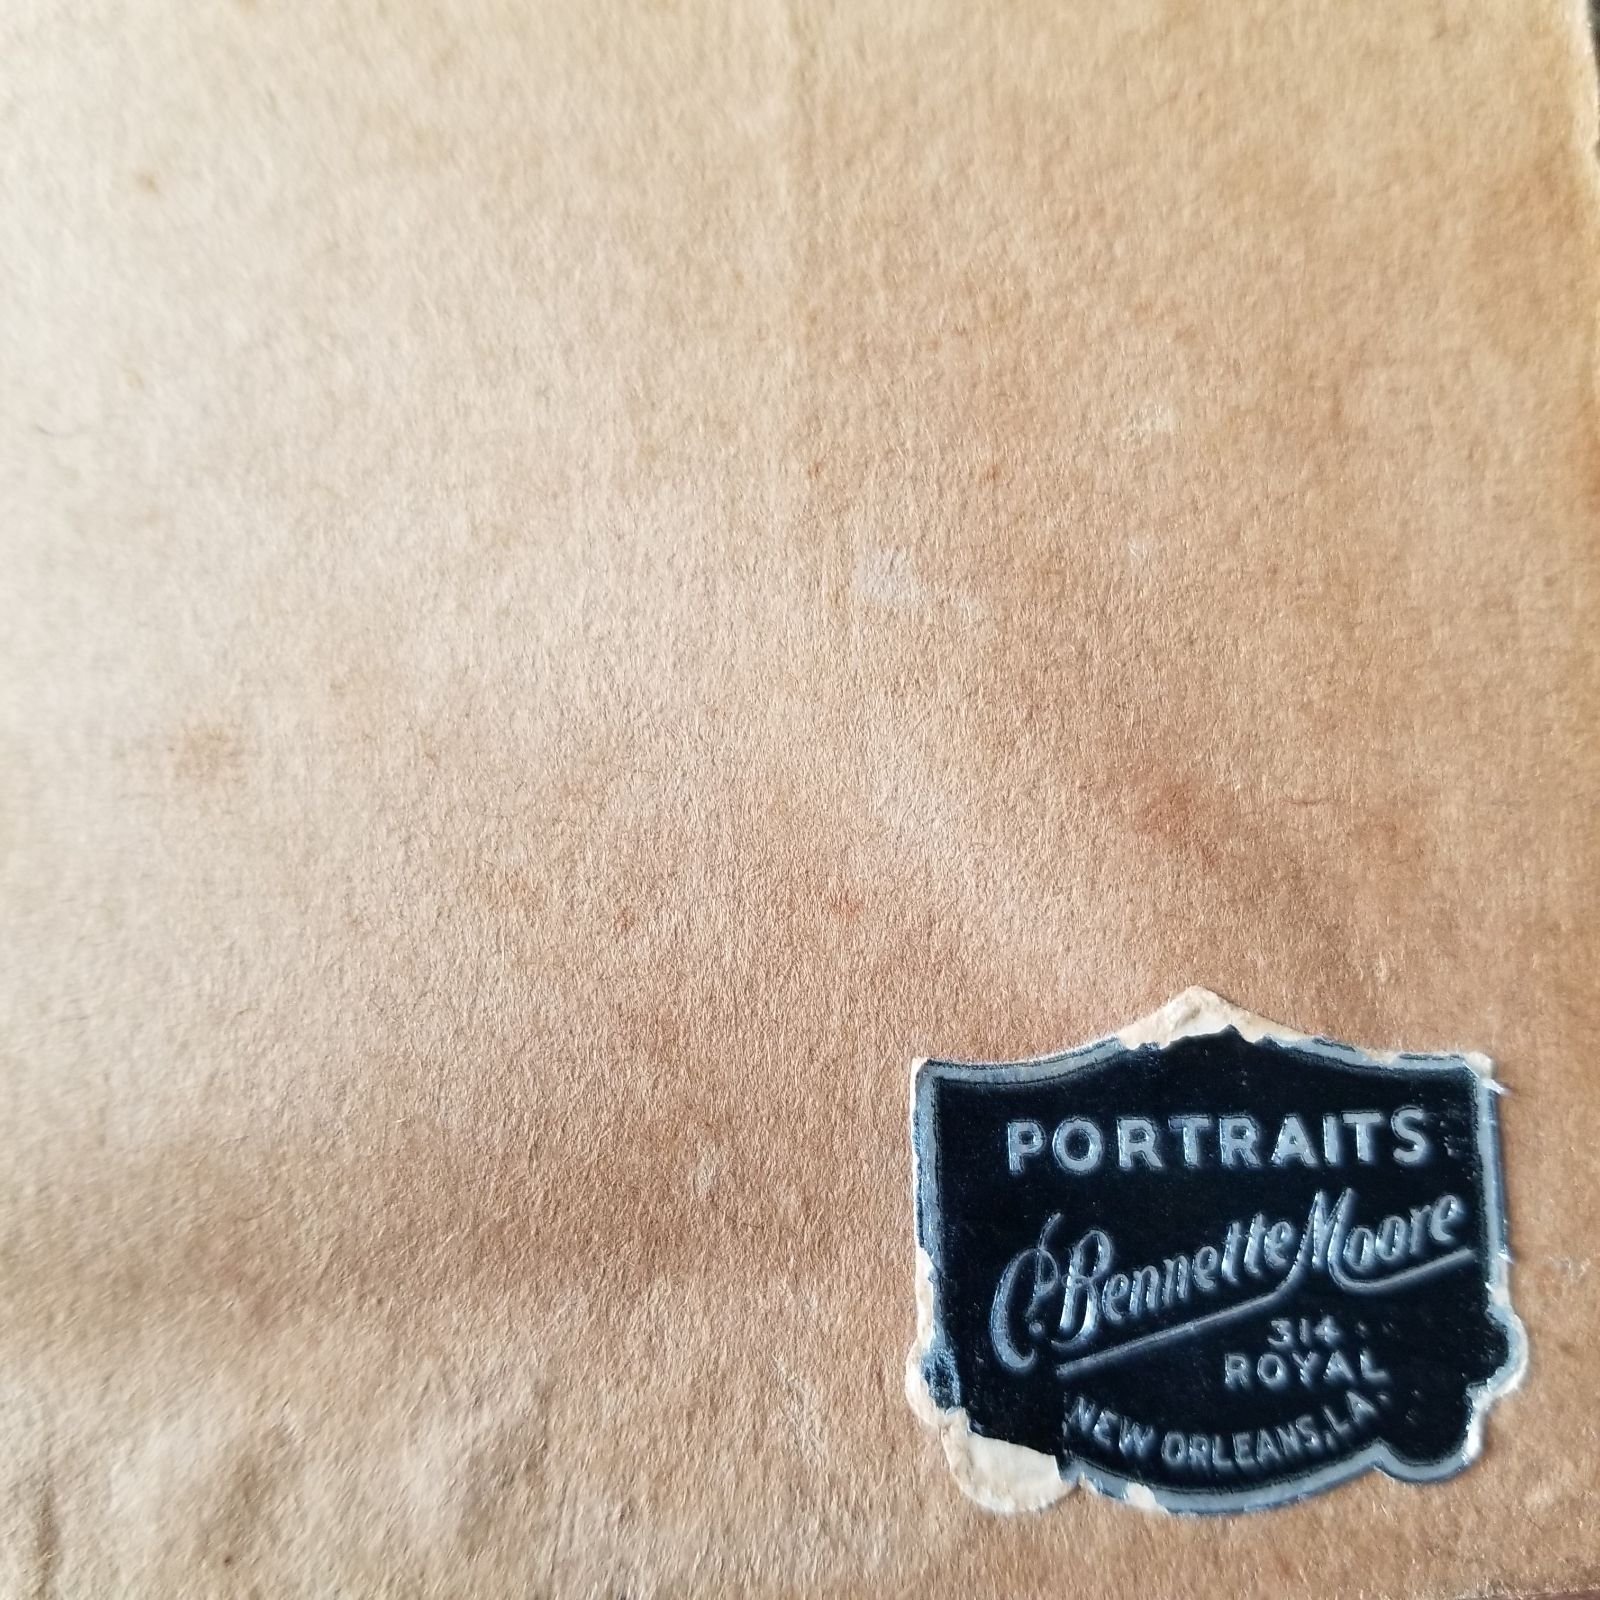 PORTRAITS
C. Bennette Moore
314
ROYAL
NEW ORLEANS, LA.